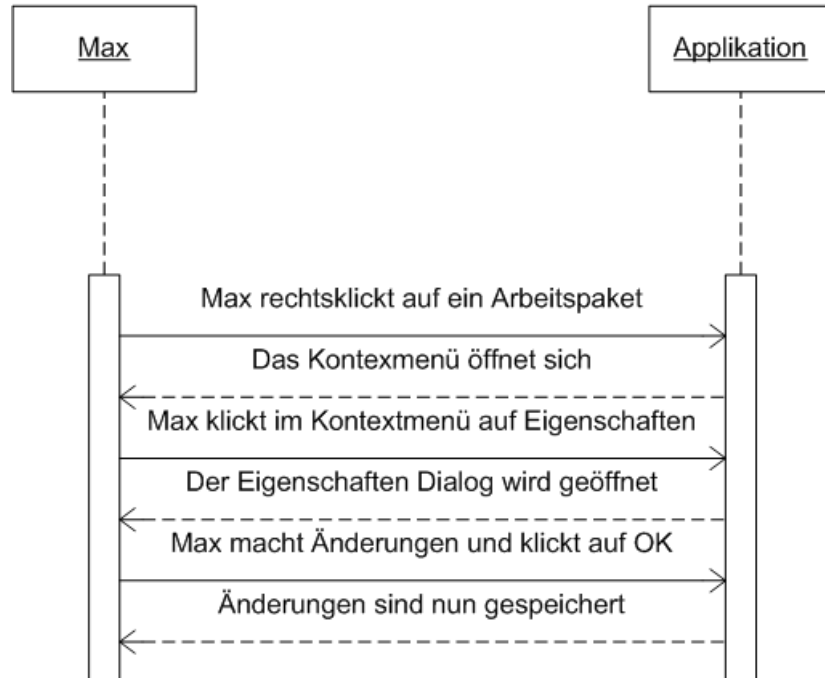 Max
Applikation
Max rechtsklickt auf ein Arbeitspaket
Das Kontexmenü öffnet sich
Max klickt im Kontextmenü auf Eigenschaften
Der Eigenschaften Dialog wird geöffnet
Max macht Änderungen und klickt auf OK
Änderungen sind nun gespeichert